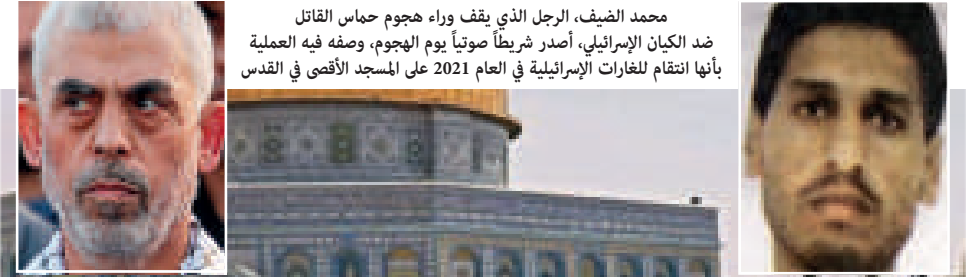 محمد الضيف، الرجل الذي يقف وراء هجوم حماس القاتل
ضد الكيان الإسرائيلي، أصدر شريطاً صوتياً يوم الهجوم، وصفه فيه العملية
بأنها انتقام للغارات الإسرائيلية في العام 2021 على المسجد الأقصى في القدس